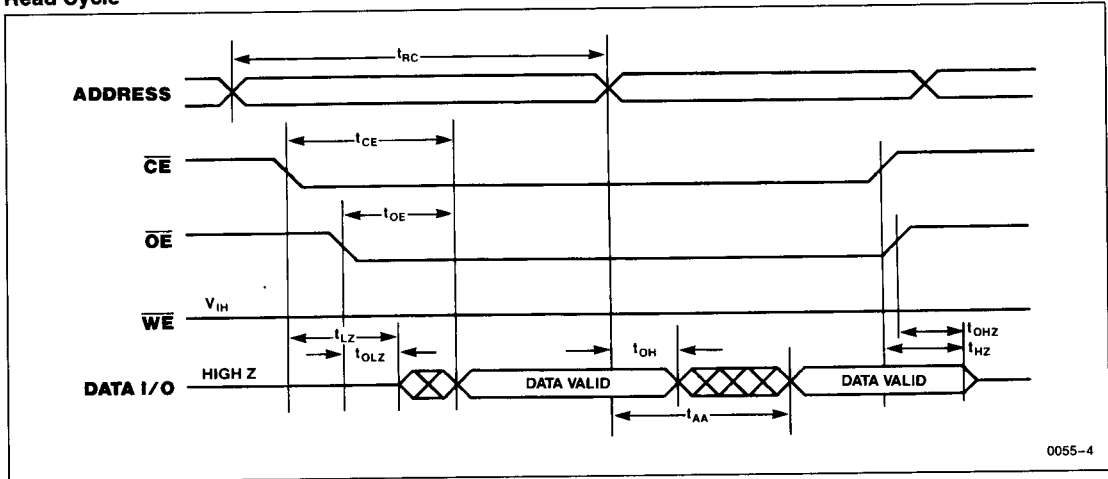 Read Cycle
tRC
ADDRESS
tCE
CE
tOE
OE
VIH
WE
tLZ
tOHZ
tOLZ
tOH
tHZ
HIGH Z
DATA I/O
DATA VALID
DATA VALID
tAA
0055-4